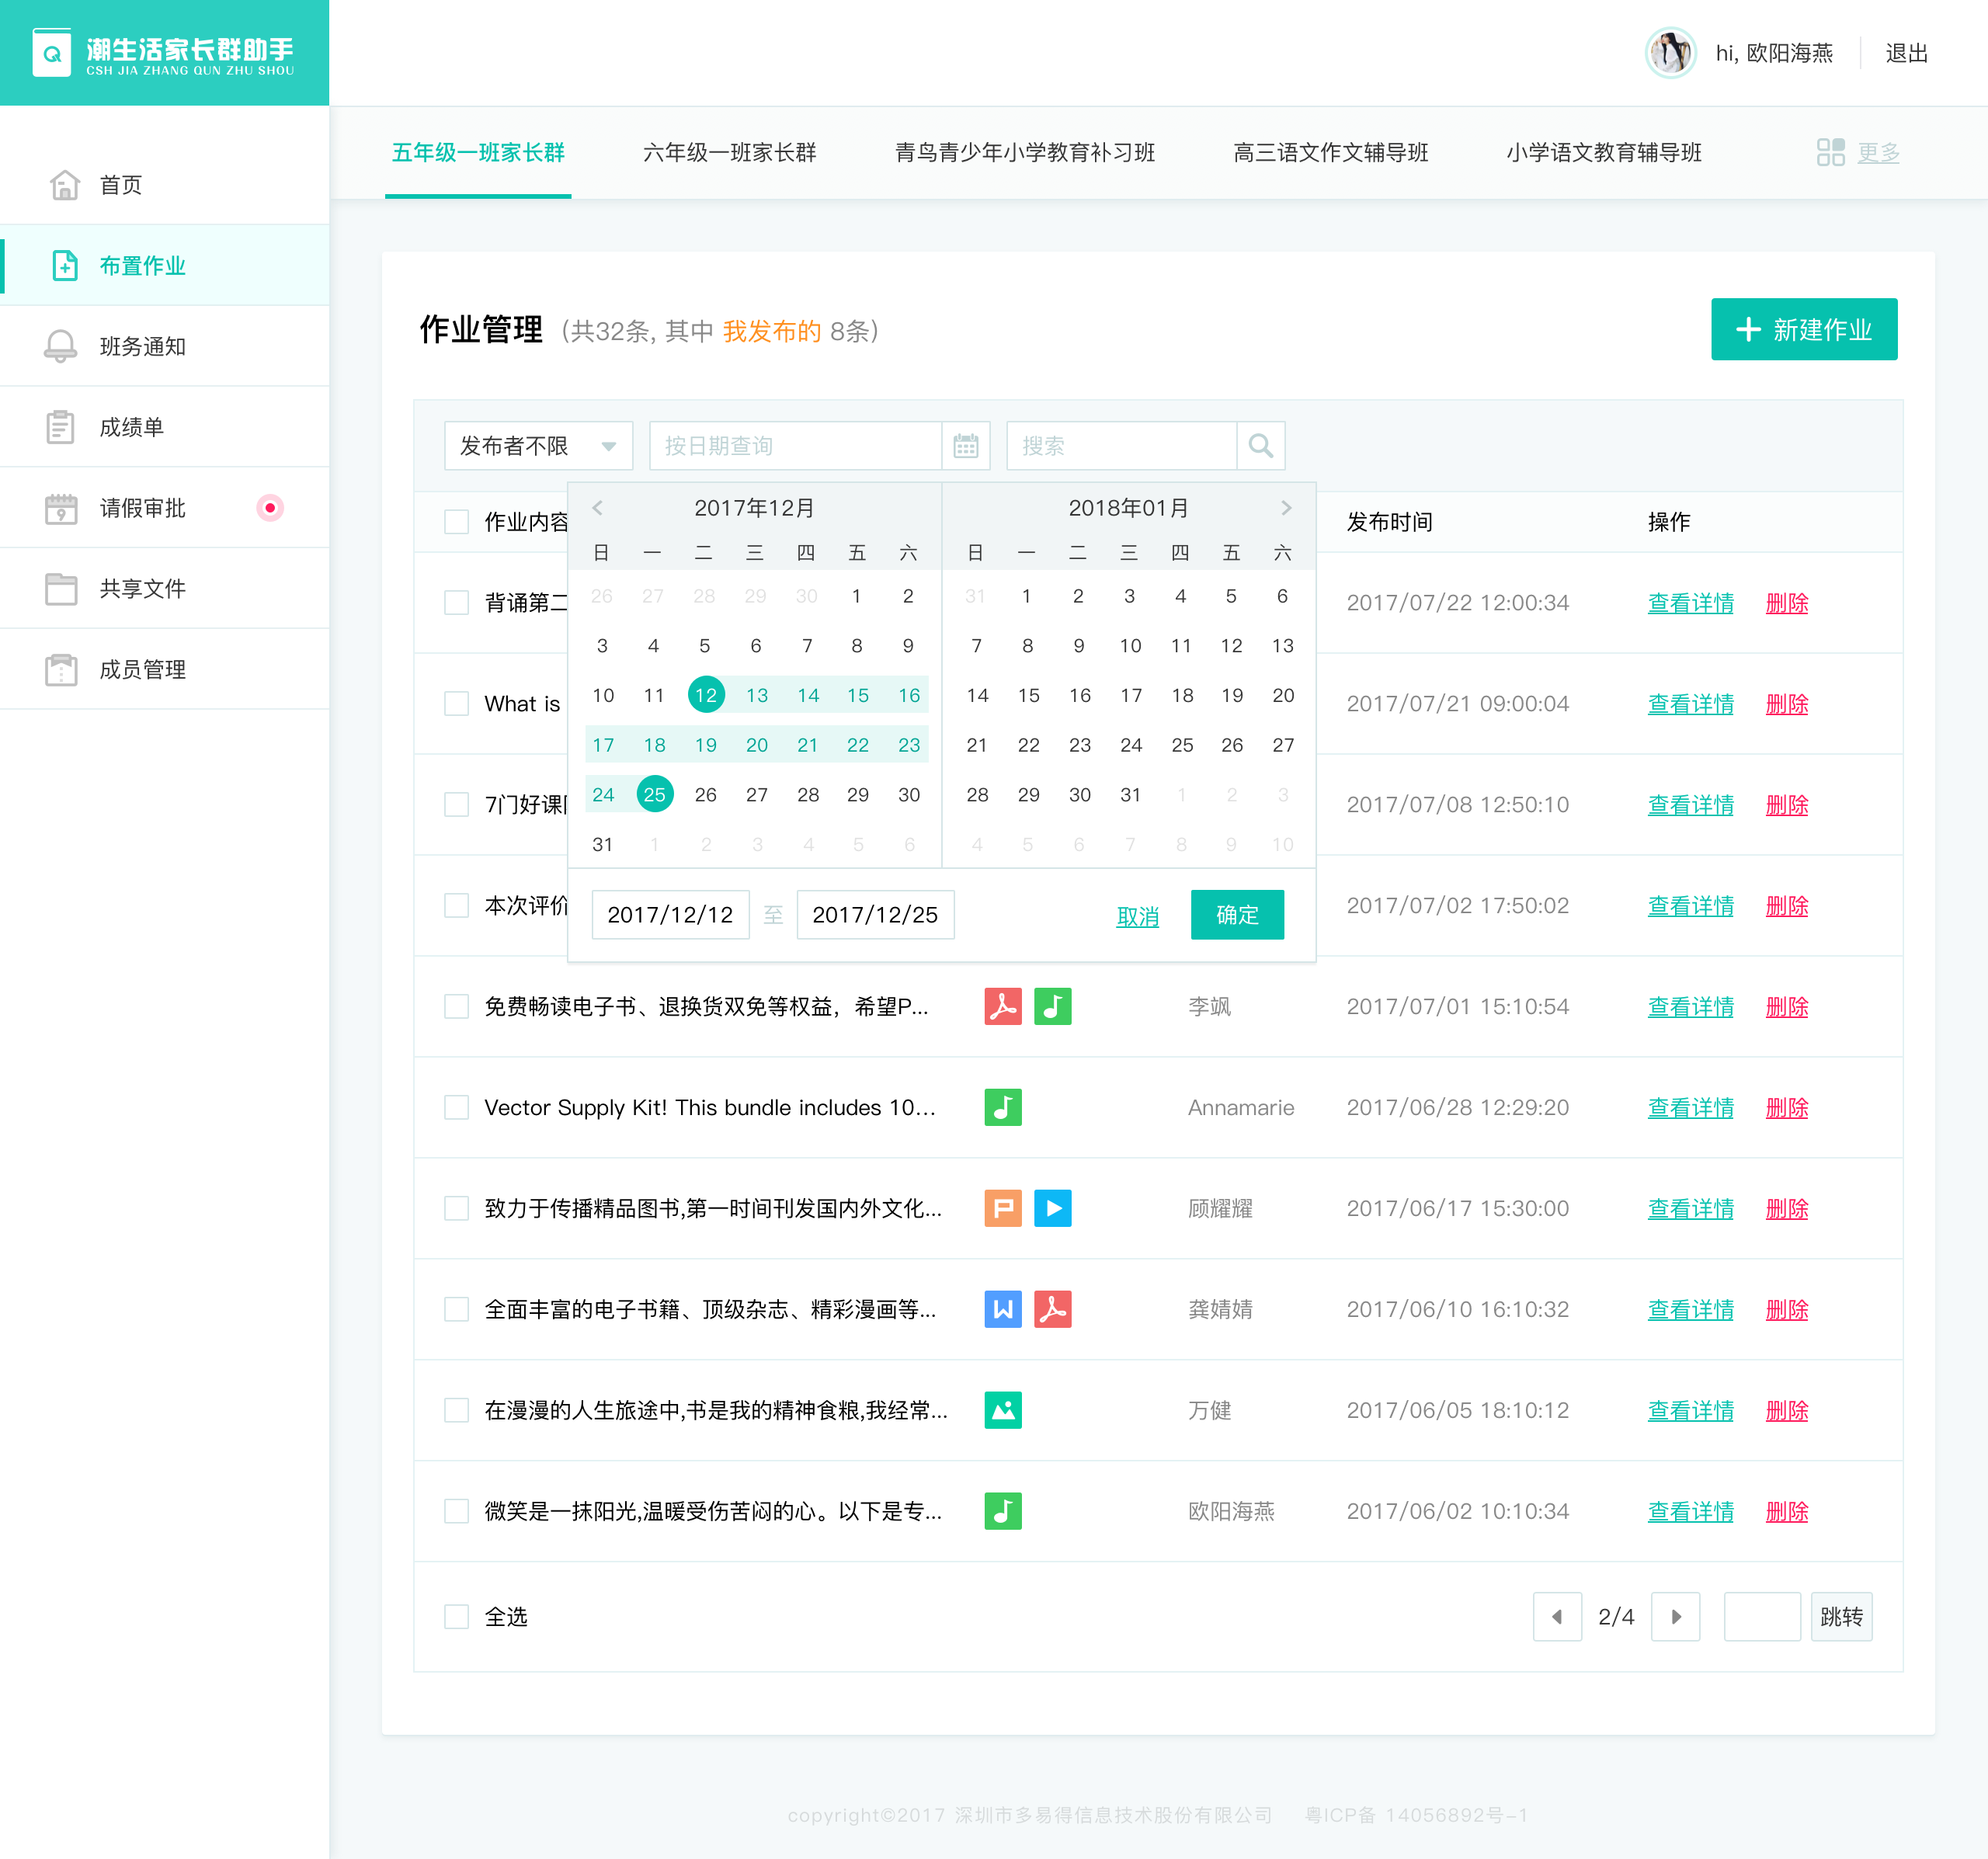 潮生活家长群助手
CSH JIA ZHANG QUN ZHU SHOU
hi, 欧阳海燕 退出
五年级一班家长群 六年级一班家长群 青鸟青少年小学教育补习班 高三语文作文辅导班 小学语文教育辅导班 更多
首页
布置作业
班务通知
成绩单
请假审批
共享文件
成员管理
作业管理 (共32条, 其中 我发布的 8条)
新建作业
发布者不限 按日期查询 搜索
作业内容 发布时间 操作
2017年12月 2018年01月
日 一 二 三 四 五 六 日 一 二 三 四 五 六
26 27 28 29 30 1 2 31 1 2 3 4 5 6
3 4 5 6 7 8 9 7 8 9 10 11 12 13
10 11 12 13 14 15 16 14 15 16 17 18 19 20
17 18 19 20 21 22 23 21 22 23 24 25 26 27
24 25 26 27 28 29 30 28 29 30 31 1 2 3
31 1 2 3 4 5 6 4 5 6 7 8 9 10
2017/12/12 至 2017/12/25 取消 确定
背诵第二 2017/07/22 12:00:34 查看详情 删除
What is 2017/07/21 09:00:04 查看详情 删除
7门好课 2017/07/08 12:50:10 查看详情 删除
本次评价 2017/07/02 17:50:02 查看详情 删除
免费畅读电子书、退换货双免等权益，希望P... 李飒 2017/07/01 15:10:54 查看详情 删除
Vector Supply Kit! This bundle includes 10... Annamarie 2017/06/28 12:29:20 查看详情 删除
致力于传播精品图书,第一时间刊发国内外文化... 顾耀耀 2017/06/17 15:30:00 查看详情 删除
全面丰富的电子书籍、顶级杂志、精彩漫画等... 龚婧婧 2017/06/10 16:10:32 查看详情 删除
在漫漫的人生旅途中,书是我的精神食粮,我经常... 万健 2017/06/05 18:10:12 查看详情 删除
微笑是一抹阳光,温暖受伤苦闷的心。以下是专... 欧阳海燕 2017/06/02 10:10:34 查看详情 删除
全选 2/4 跳转
copyright©2017 深圳市多易得信息技术股份有限公司 粤ICP备 14056892号-1